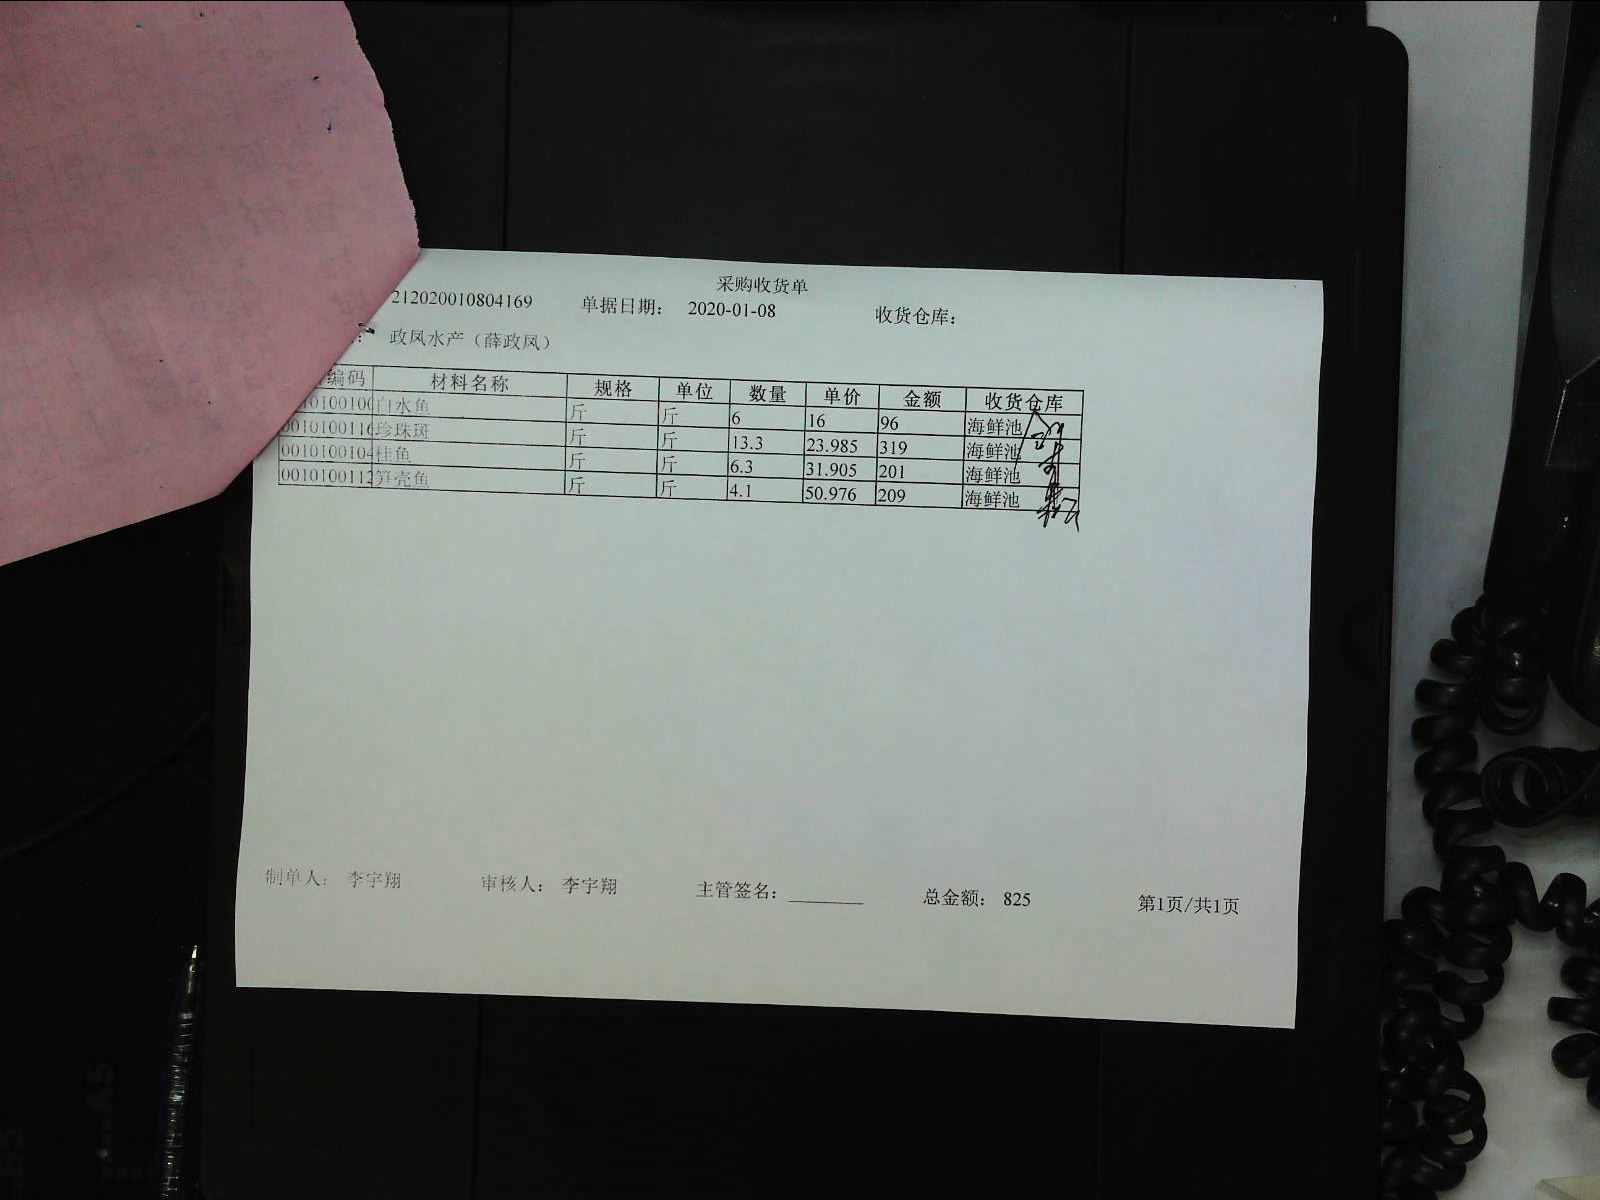 采购收货单
212020010804169 单据日期： 2020-01-08 收货仓库：
： 政凤水产（薛政凤）
编码 材料名称 规格 单位 数量 单价 金额 收货仓库
0010100100 白水鱼 斤 斤 6 16 96 海鲜池
0010100116 珍珠斑 斤 斤 13.3 23.985 319 海鲜池
0010100104 桂鱼 斤 斤 6.3 31.905 201 海鲜池
0010100112 笋壳鱼 斤 斤 4.1 50.976 209 海鲜池
制单人： 李宇翔 审核人： 李宇翔 主管签名：________ 总金额： 825 第1页/共1页